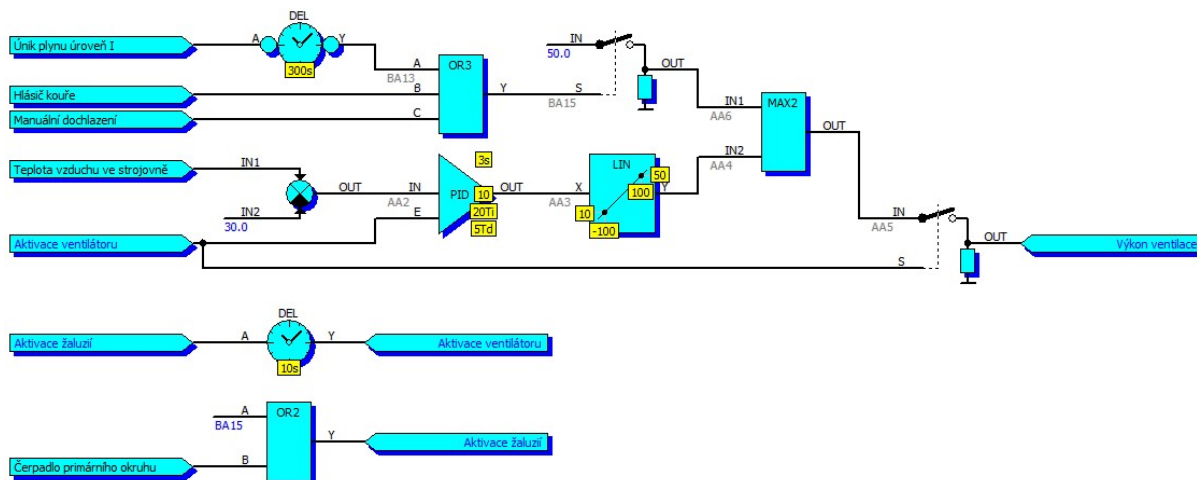 DEL
Únik plynu úroveň I
A
Y
300s
A
BA13
OR3
IN
50.0
OUT
Hlásič kouře
B
Y
S
BA15
Manuální dochlazení
C
IN1
AA6
MAX2
OUT
Teplota vzduchu ve strojovně
IN1
3s
LIN
IN2
AA4
50
OUT
IN
AA2
PID
10
OUT
X
AA3
100
Y
IN2
30.0
E
20Ti
10
5Td
-100
IN
AA5
Aktivace ventilátoru
OUT
Výkon ventilace
S
DEL
Aktivace žaluzií
A
Y
Aktivace ventilátoru
10s
A
BA15
OR2
Y
Aktivace žaluzií
Čerpadlo primárního okruhu
B